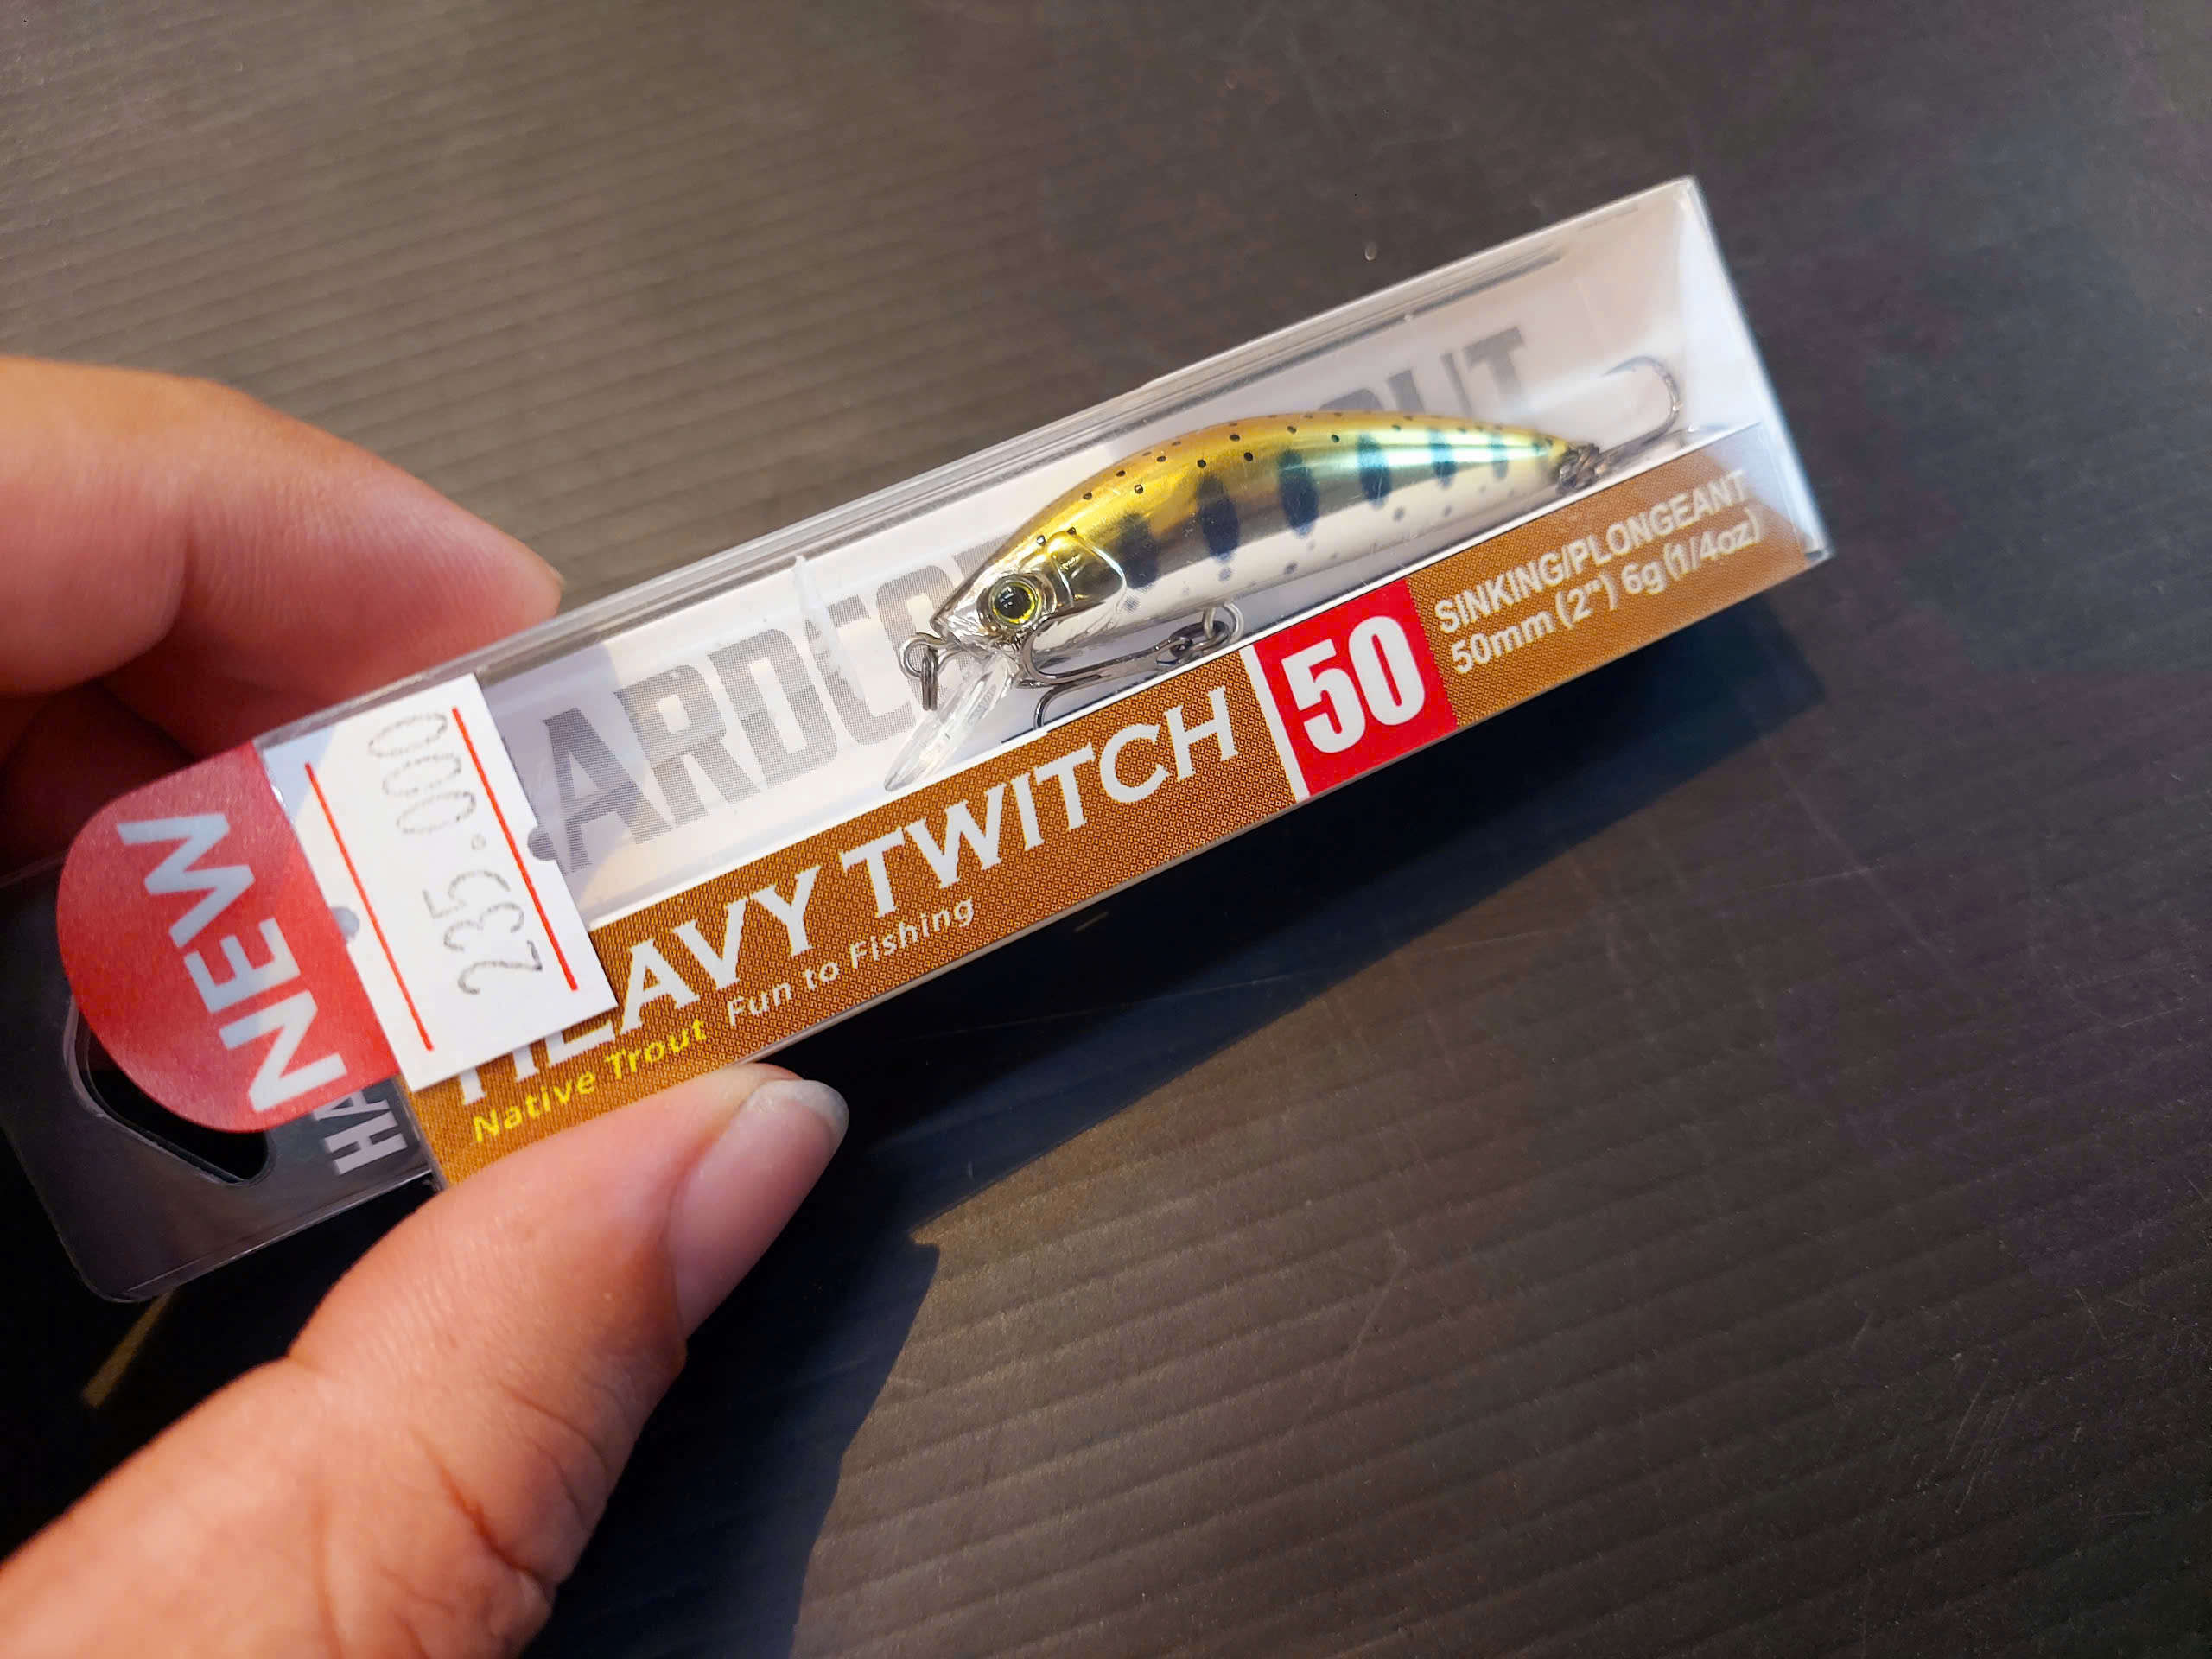 NEW
235.000
HEAVY TWITCH
50
SINKING/PLONGEANT
50mm (2") 6g (1/4oz)
Native Trout Fun to Fishing